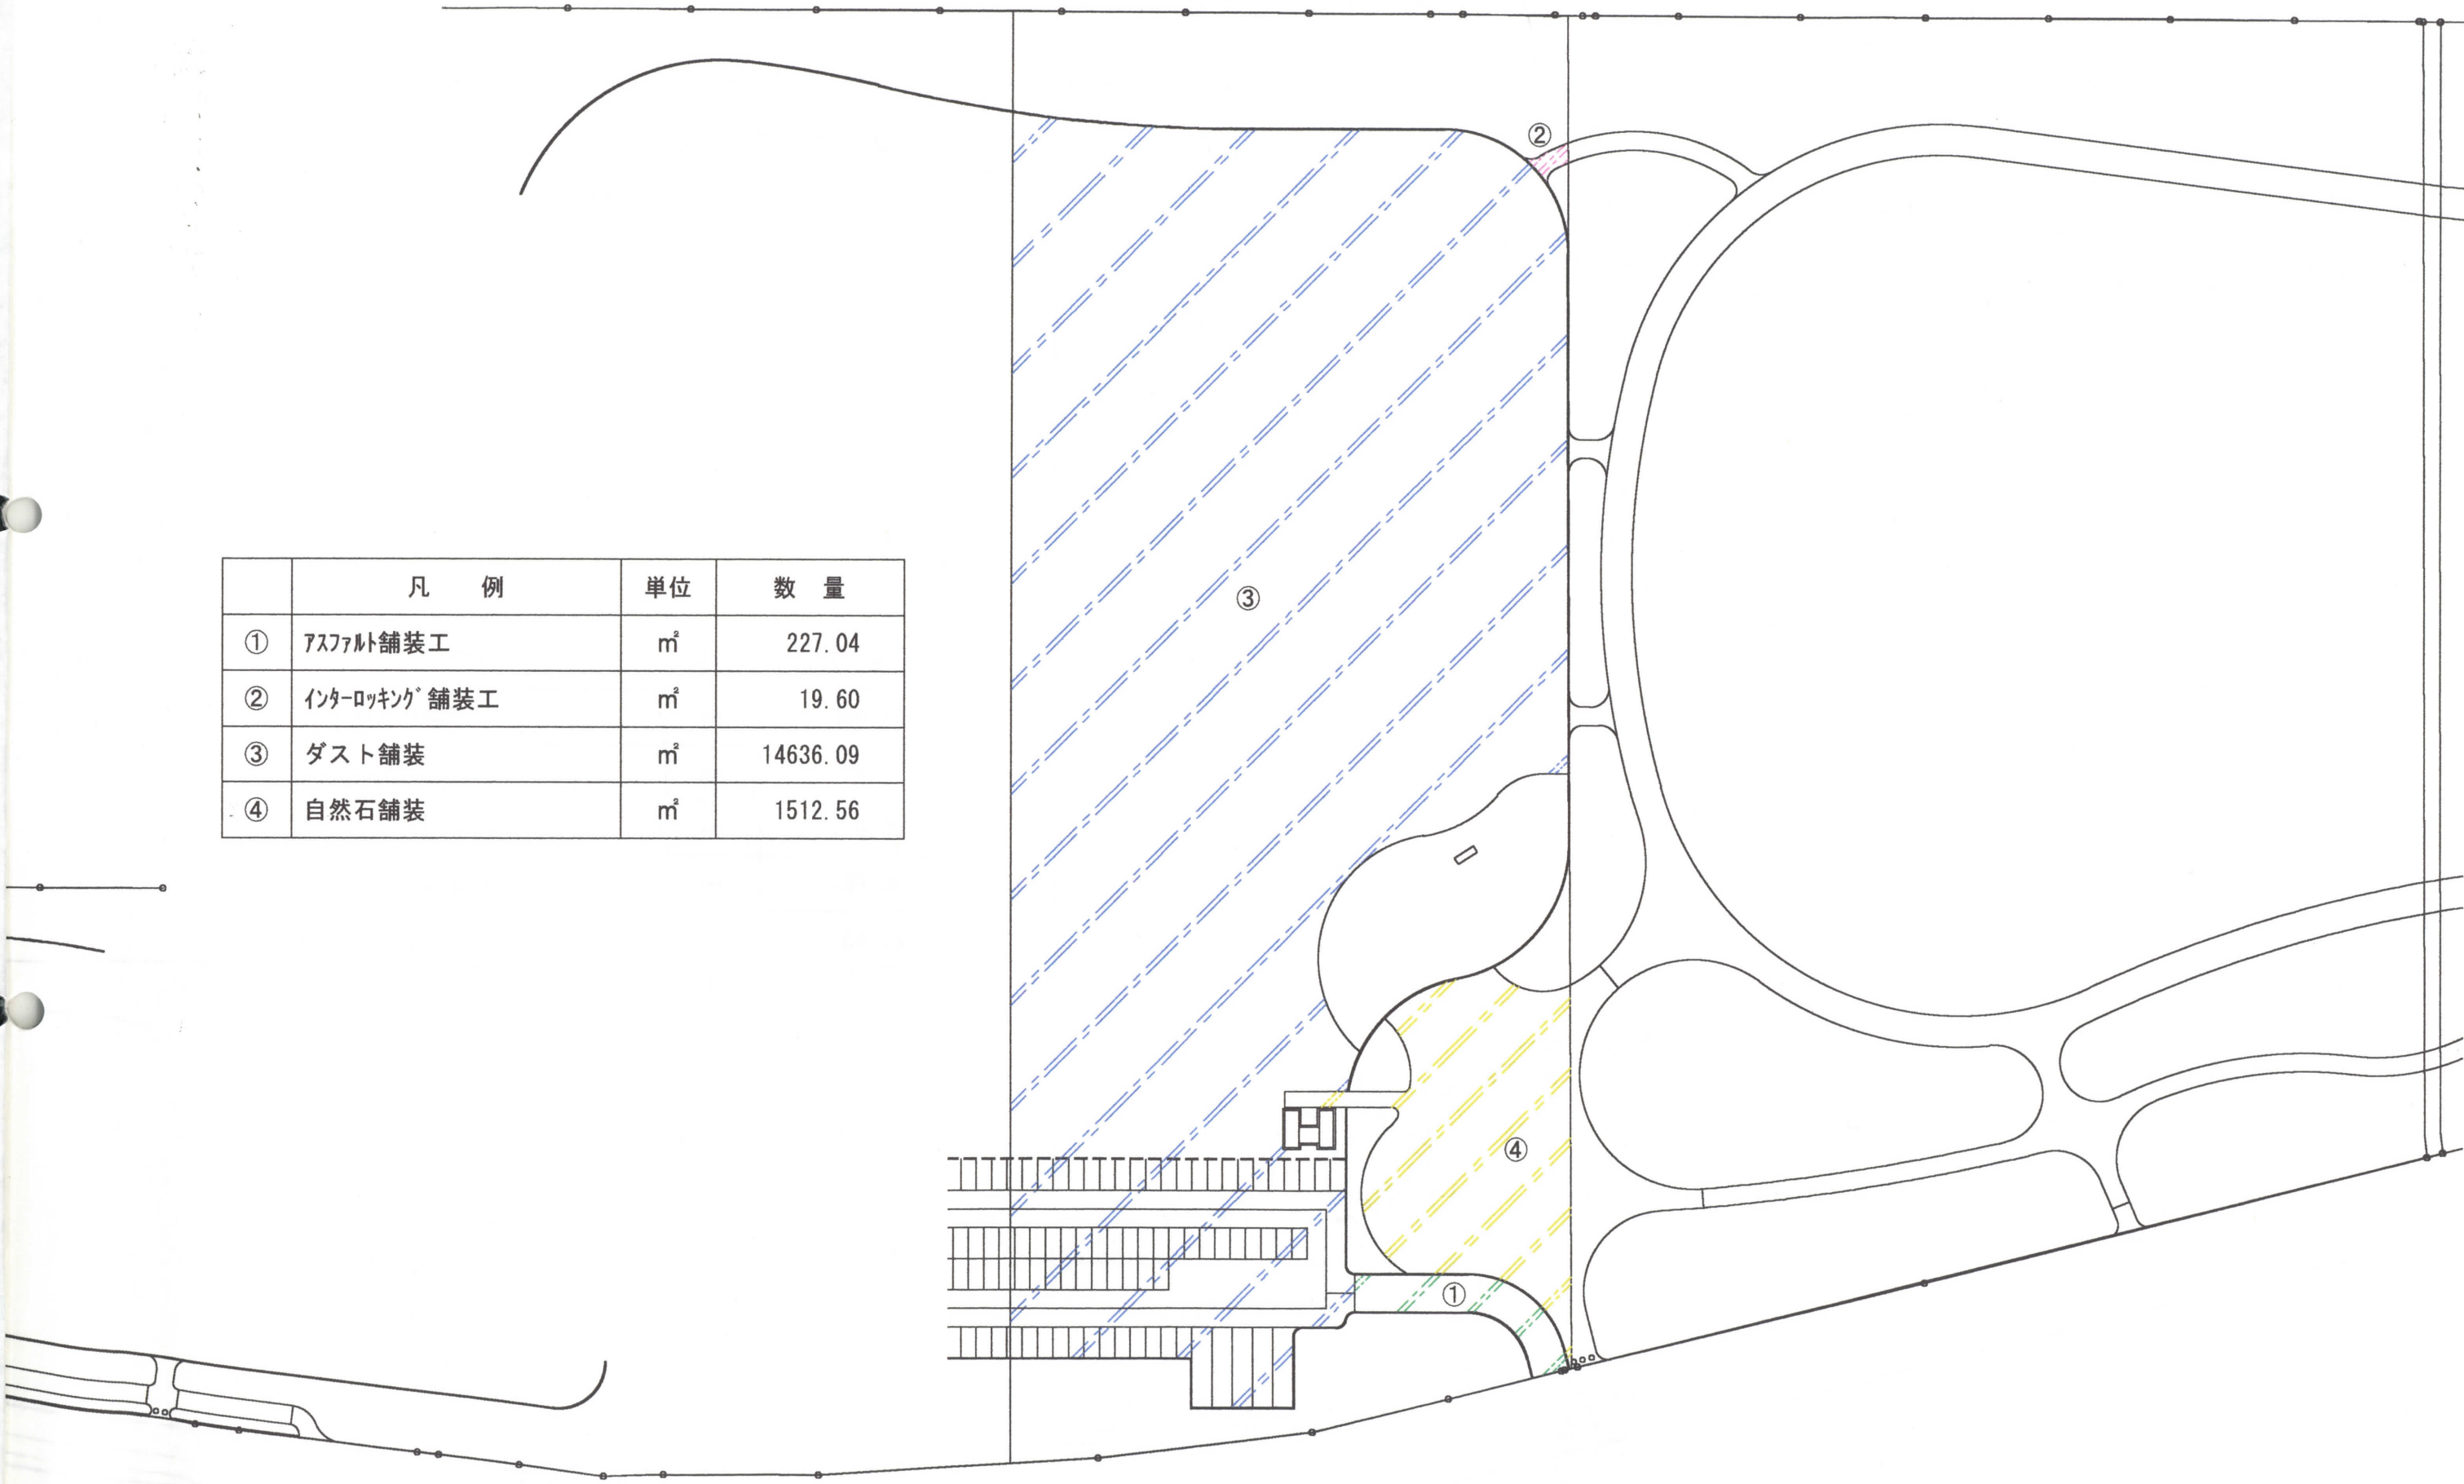 ②
③
凡 例 単位 数 量
① ｱｽﾌｧﾙﾄ舗装工 ㎡ 227.04
② ｲﾝﾀｰﾛｯｷﾝｸﾞ舗装工 ㎡ 19.60
③ ダスト舗装 ㎡ 14636.09
④ 自然石舗装 ㎡ 1512.56
④
①